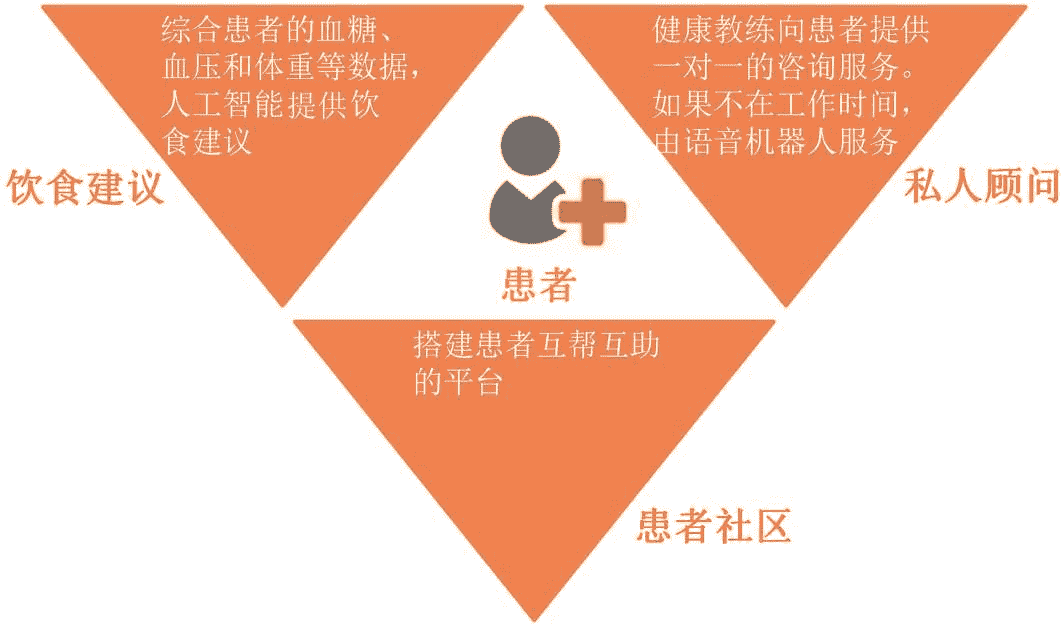 综合患者的血糖、
血压和体重等数据，
人工智能提供饮
食建议
饮食建议
健康教练向患者提供
一对一的咨询服务。
如果不在工作时间，
由语音机器人服务
私人顾问
患者
搭建患者互帮互助
的平台
患者社区